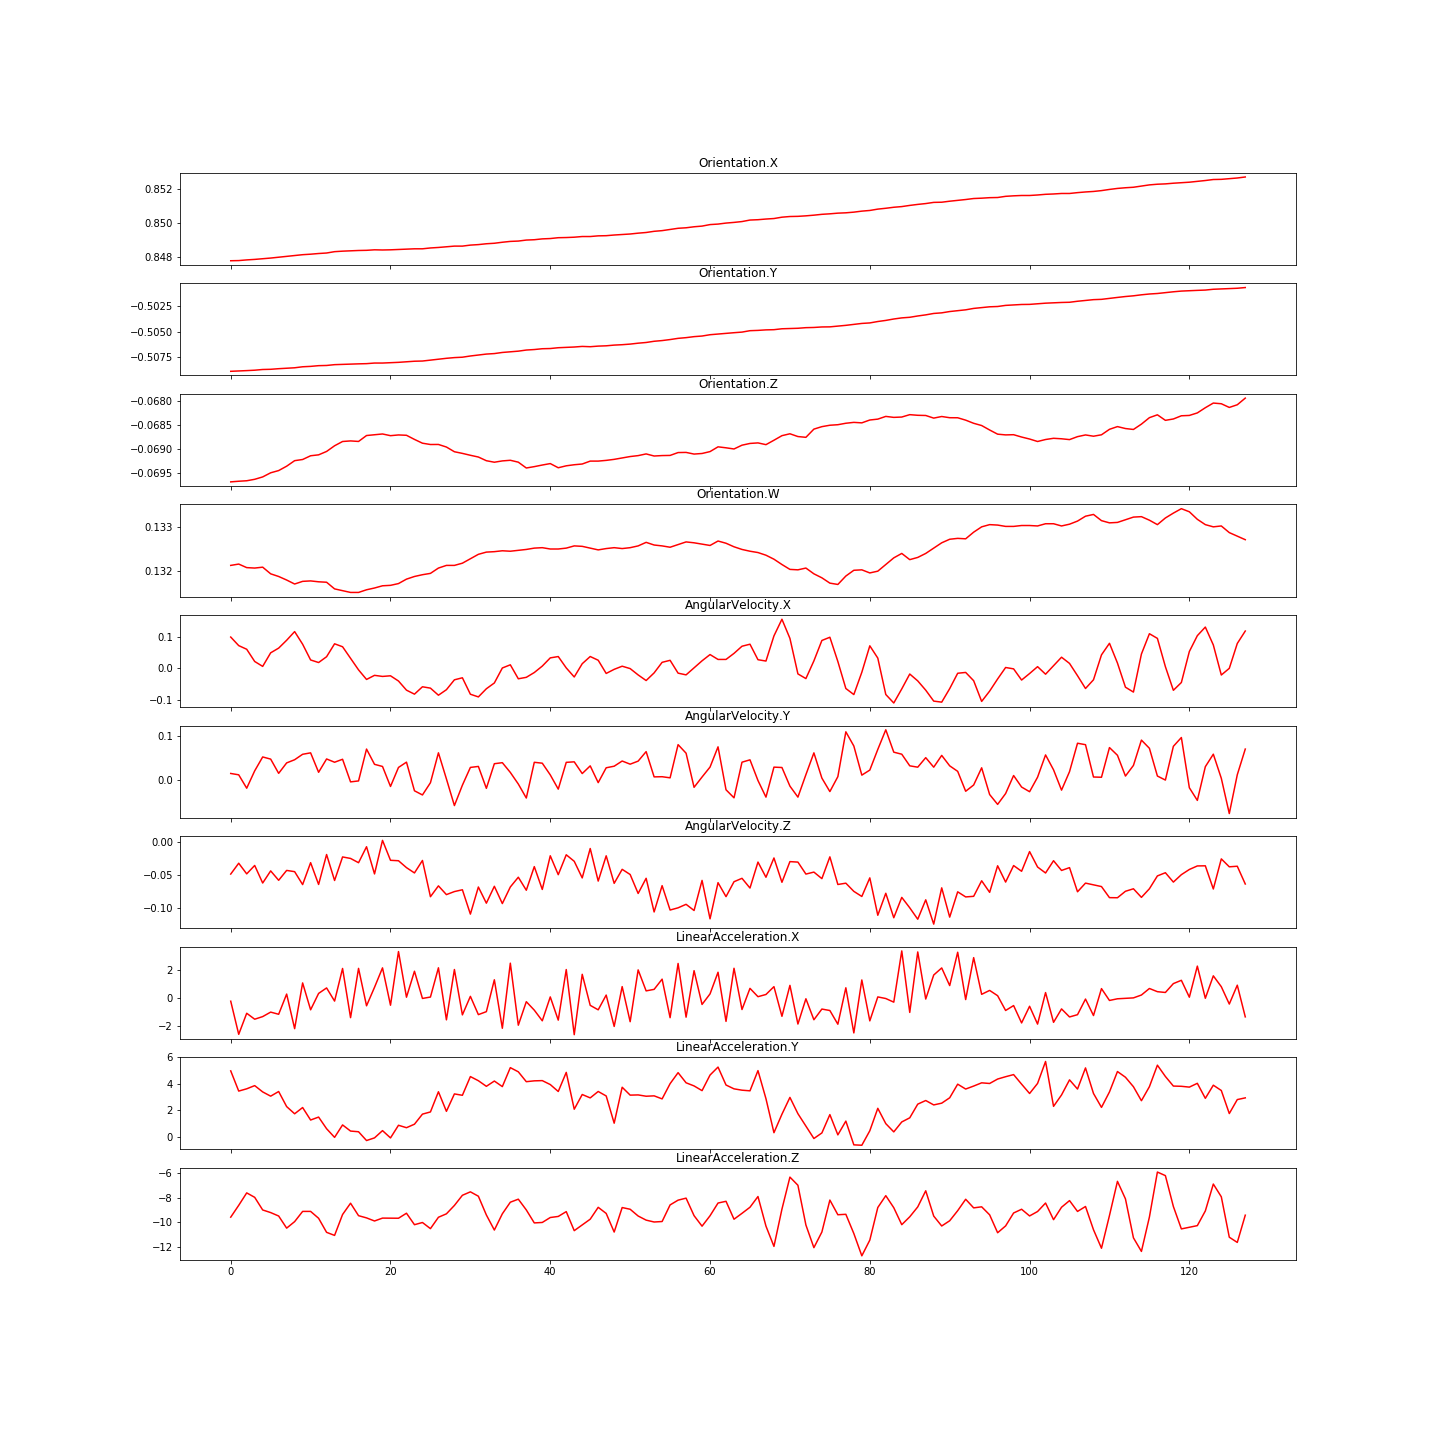 Orientation.X
0.852
0.850
0.848
Orientation.Y
−0.5025
−0.5050
−0.5075
Orientation.Z
−0.0680
−0.0685
−0.0690
−0.0695
Orientation.W
0.133
0.132
AngularVelocity.X
0.1
0.0
−0.1
AngularVelocity.Y
0.1
0.0
AngularVelocity.Z
0.00
−0.05
−0.10
LinearAcceleration.X
2
0
−2
LinearAcceleration.Y
6
4
2
0
LinearAcceleration.Z
−6
−8
−10
−12
0 20 40 60 80 100 120